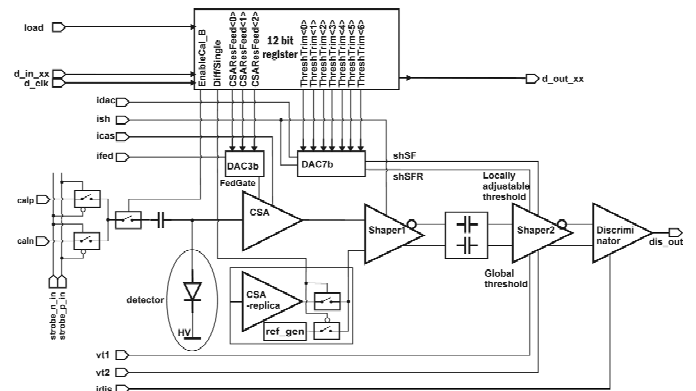 load
d_in_xx
d_clk
EnableCal_B
Diff/Single
CSAResFeed<0>
CSAResFeed<1>
CSAResFeed<2>
12 bit
register
ThreshTrim<0>
ThreshTrim<1>
ThreshTrim<2>
ThreshTrim<3>
ThreshTrim<4>
ThreshTrim<5>
ThreshTrim<6>
d_out_xx
idac
ish
icas
ifed
DAC3b
FedGate
DAC7b
shSF
shSFR
Locally
adjustable
threshold
calp
caln
CSA
Shaper1
Shaper2
Discrimi
nator
dis_out
Global
threshold
strobe_n_in
strobe_p_in
detector
HV
CSA
-replica
ref_gen
vt1
vt2
idis